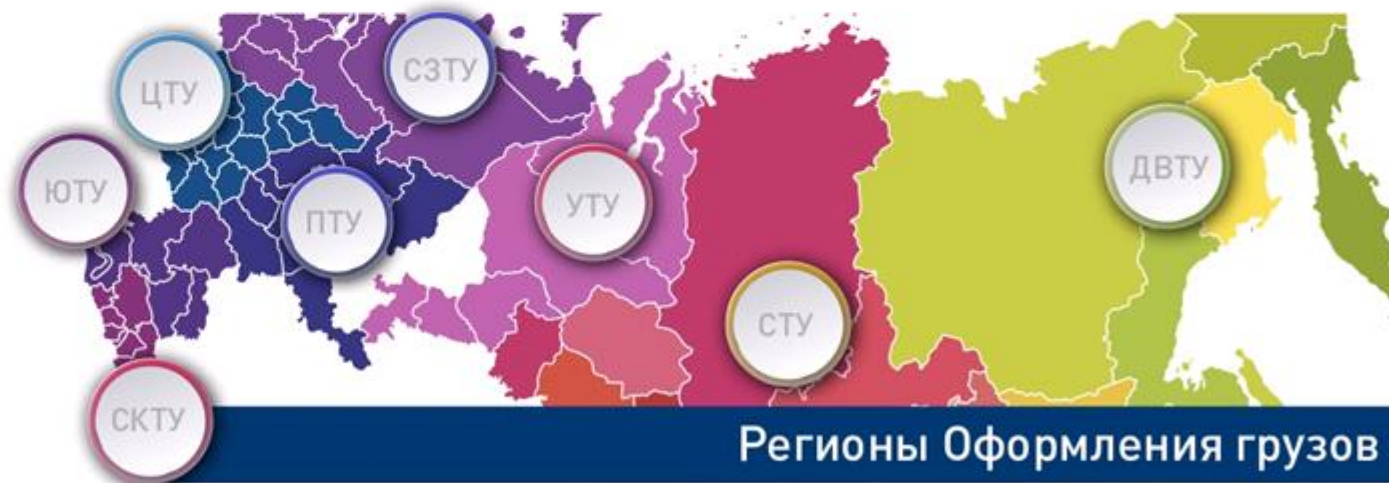 СЗТУ
ЦТУ
ЮТУ
ПТУ
УТУ
ДВТУ
СТУ
СКТУ
Регионы Оформления грузов